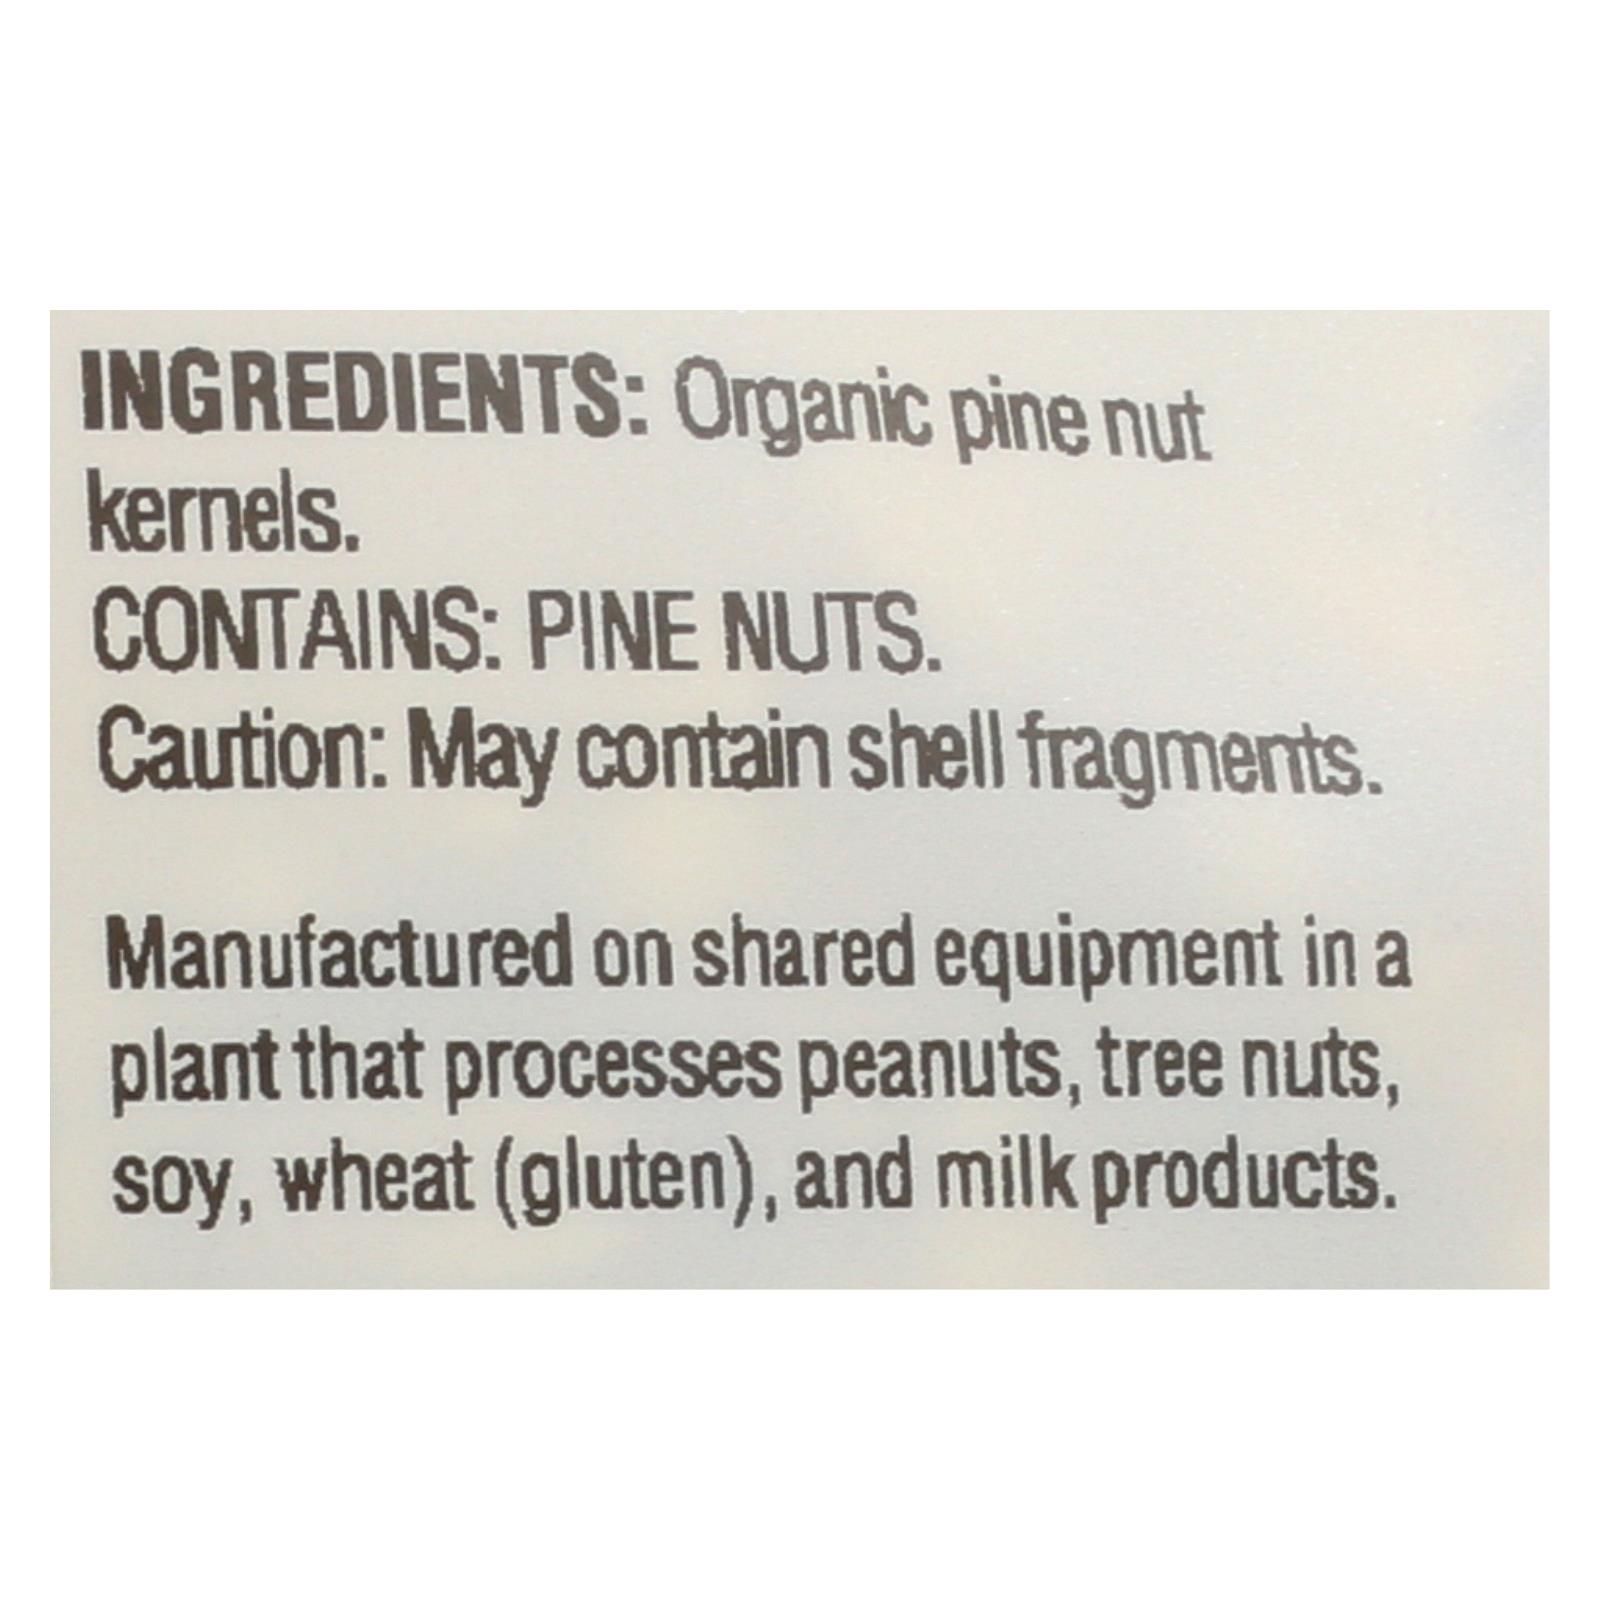 INGREDIENTS: Organic pine nut
kernels.
CONTAINS: PINE NUTS.
Caution: May contain shell fragments.
Manufactured on shared equipment in a
plant that processes peanuts, tree nuts,
soy, wheat (gluten), and milk products.